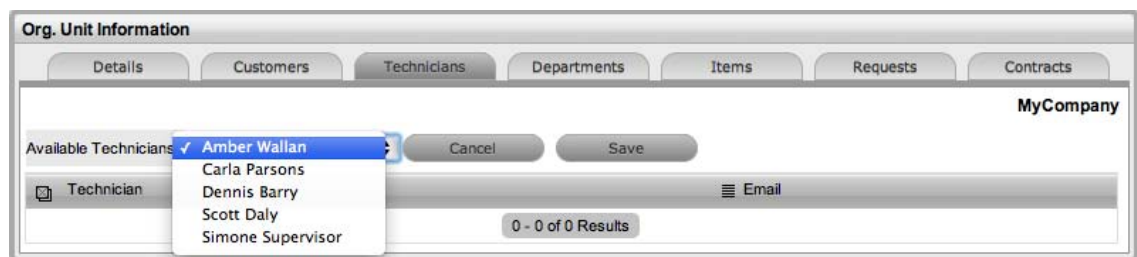 Org. Unit Information
Details Customers Technicians Departments Items Requests Contracts
MyCompany
Available Technicians ✓ Amber Wallan Cancel Save
Carla Parsons
Technician Email
Dennis Barry
Scott Daly
0 - 0 of 0 Results
Simone Supervisor